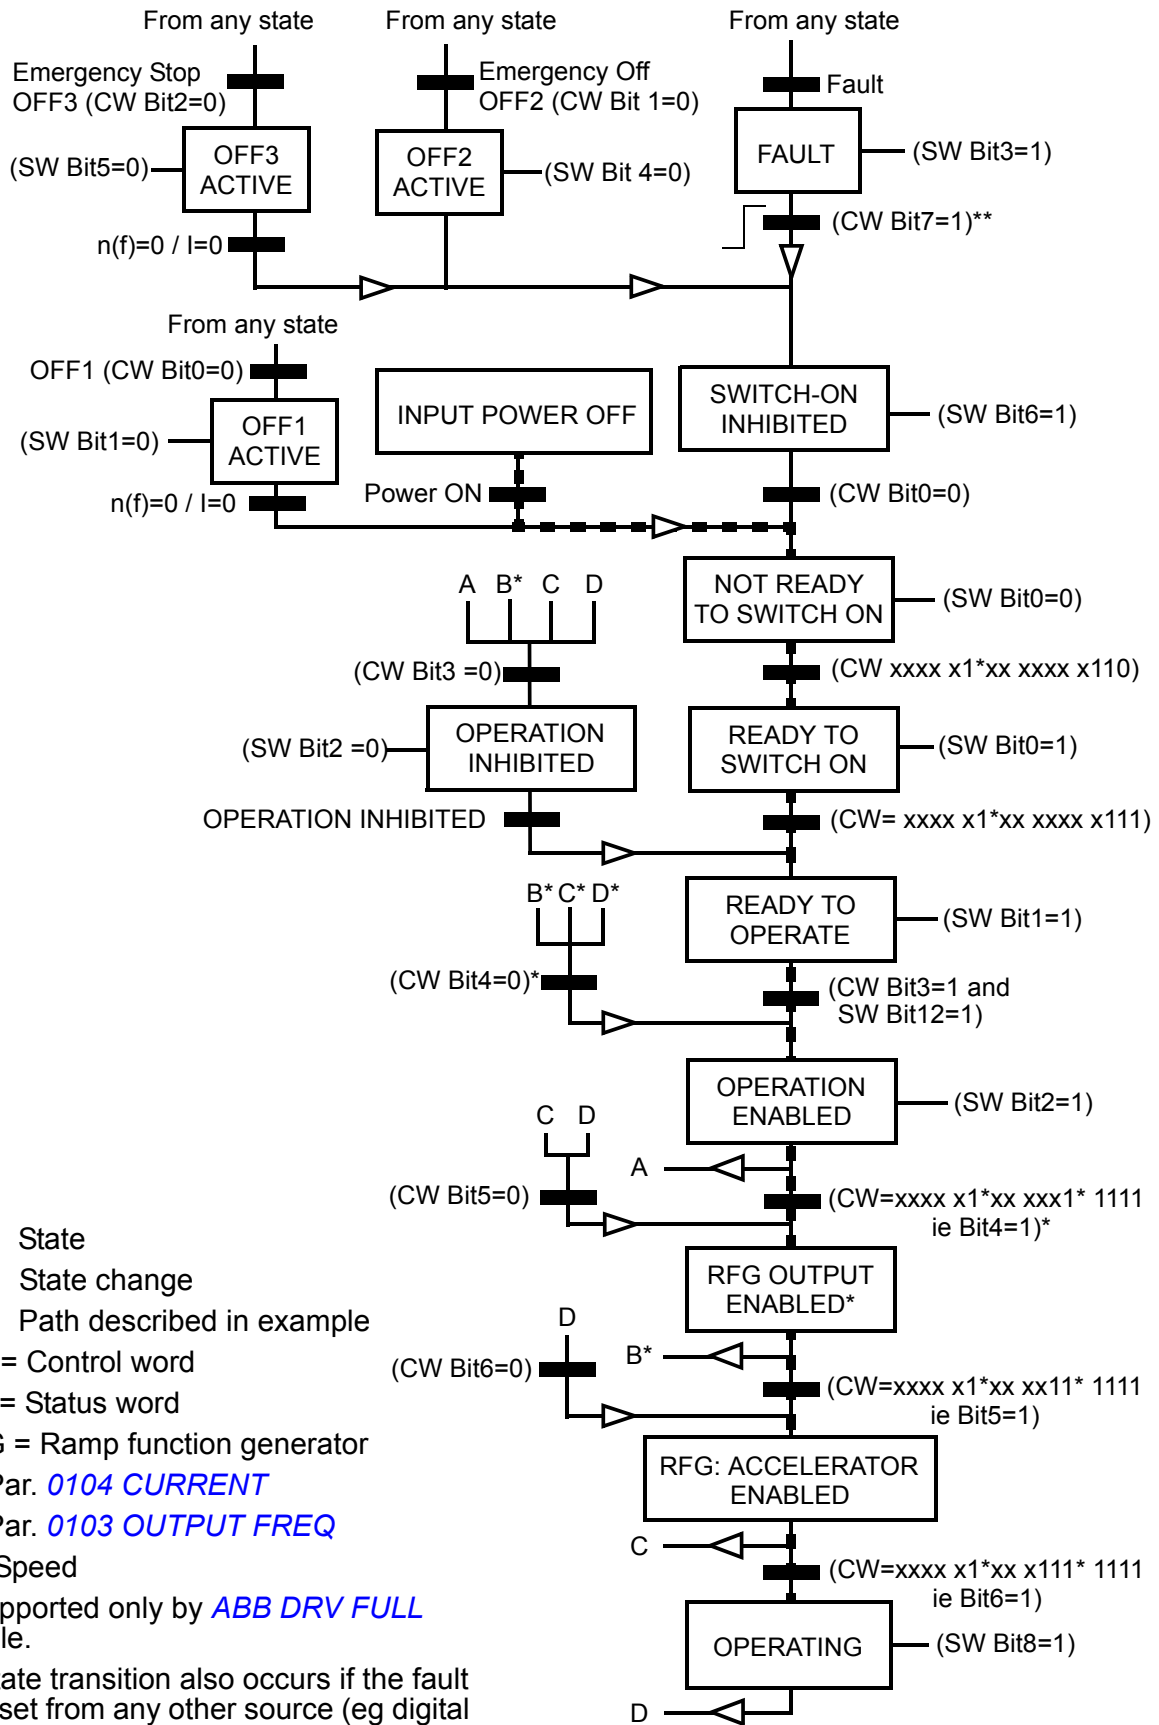 From any state
From any state
From any state
Emergency Stop
OFF3 (CW Bit2=0)
Emergency Off
OFF2 (CW Bit 1=0)
Fault
(SW Bit5=0)
OFF3
ACTIVE
OFF2
ACTIVE
(SW Bit 4=0)
FAULT
(SW Bit3=1)
n(f)=0 / I=0
(CW Bit7=1)**
From any state
OFF1 (CW Bit0=0)
(SW Bit1=0)
OFF1
ACTIVE
INPUT POWER OFF
SWITCH-ON
INHIBITED
(SW Bit6=1)
n(f)=0 / I=0
Power ON
(CW Bit0=0)
A B* C D
NOT READY
TO SWITCH ON
(SW Bit0=0)
(CW Bit3 =0)
(CW xxxx x1*xx xxxx x110)
(SW Bit2 =0)
OPERATION
INHIBITED
READY TO
SWITCH ON
(SW Bit0=1)
OPERATION INHIBITED
(CW= xxxx x1*xx xxxx x111)
B* C* D*
READY TO
OPERATE
(SW Bit1=1)
(CW Bit4=0)*
(CW Bit3=1 and
SW Bit12=1)
OPERATION
ENABLED
(SW Bit2=1)
C D
A
(CW Bit5=0)
(CW=xxxx x1*xx xxx1* 1111
ie Bit4=1)*
State
State change
Path described in example
= Control word
= Status word
G = Ramp function generator
Par. 0104 CURRENT
Par. 0103 OUTPUT FREQ
Speed
pported only by ABB DRV FULL
le.
tate transition also occurs if the fault
set from any other source (eg digital
RFG OUTPUT
ENABLED*
D
B*
(CW Bit6=0)
(CW=xxxx x1*xx xx11* 1111
ie Bit5=1)
RFG: ACCELERATOR
ENABLED
C
(CW=xxxx x1*xx x111* 1111
ie Bit6=1)
OPERATING
(SW Bit8=1)
D